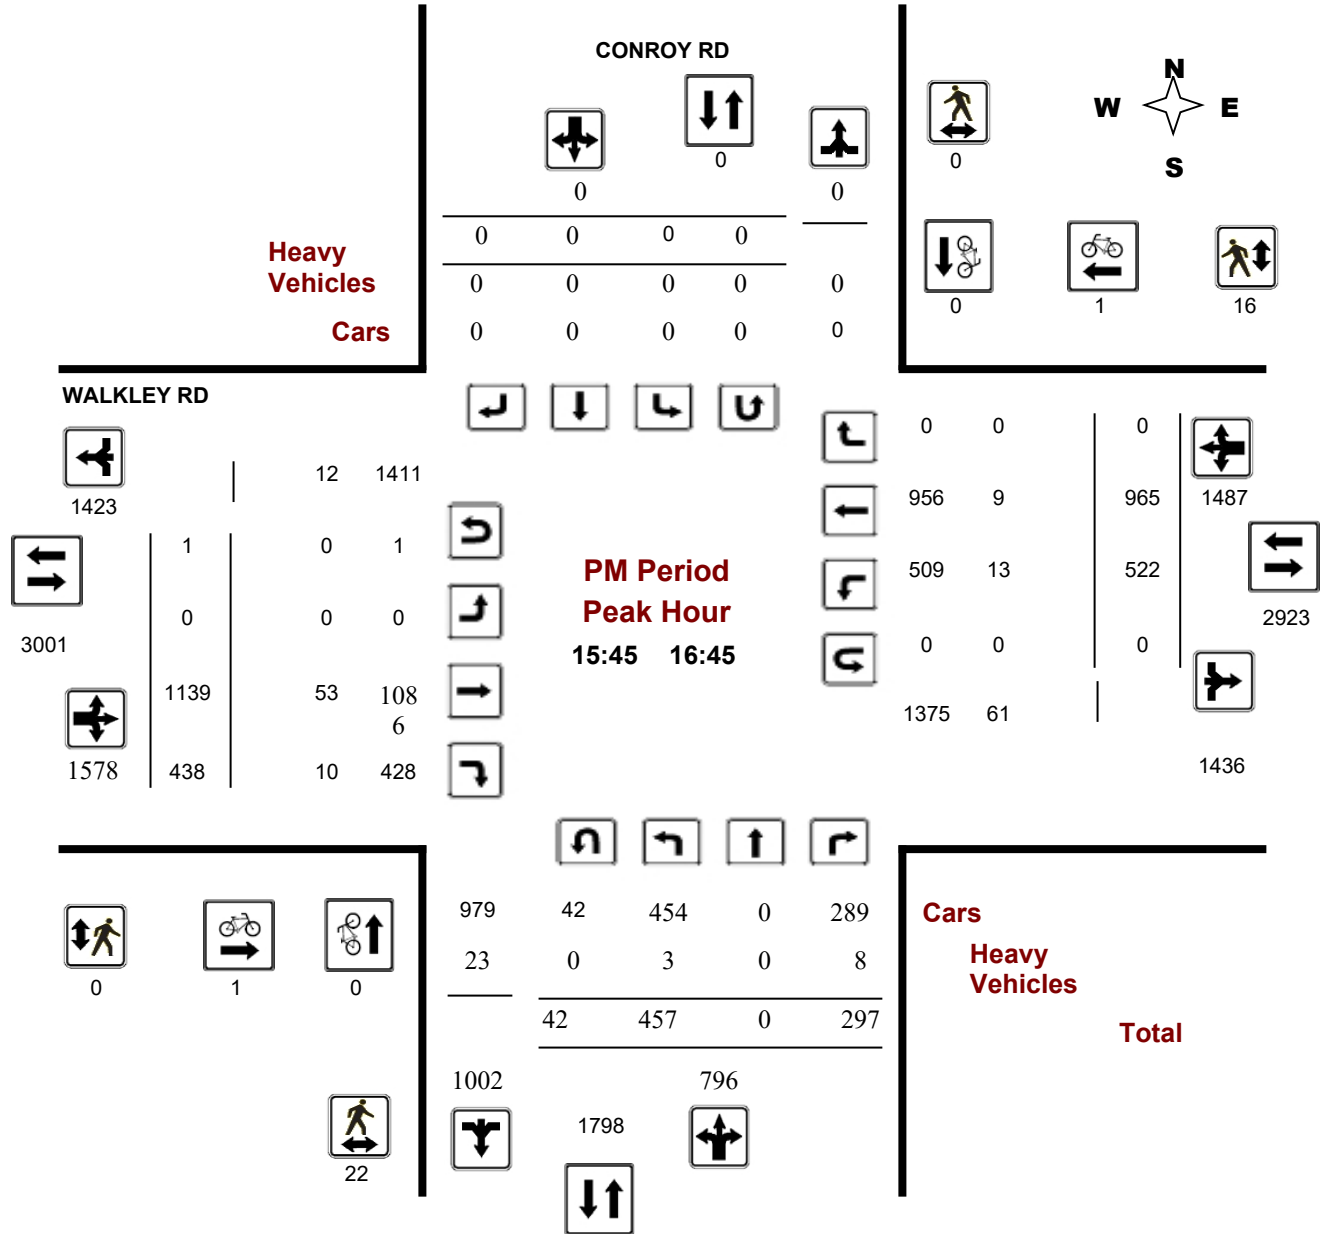 CONROY RD
N
W E
S
0
0
0
0 0
0 0 0 0
Heavy
Vehicles
0 0 0 0 0
Cars
0 0 0 0 0
0 1 16
WALKLEY RD
1423
12 1411
1 0 1
0 0 0
3001
1139 53 108
6
1578 438 10 428
PM Period
Peak Hour
15:45 16:45
0 0 0
956 9 965 1487
509 13 522
2923
0 0 0
1375 61
1436
979 42 454 0 289
Cars
23 0 3 0 8
Heavy
Vehicles
42 457 0 297
Total
0 1 0
1002 796
1798
22